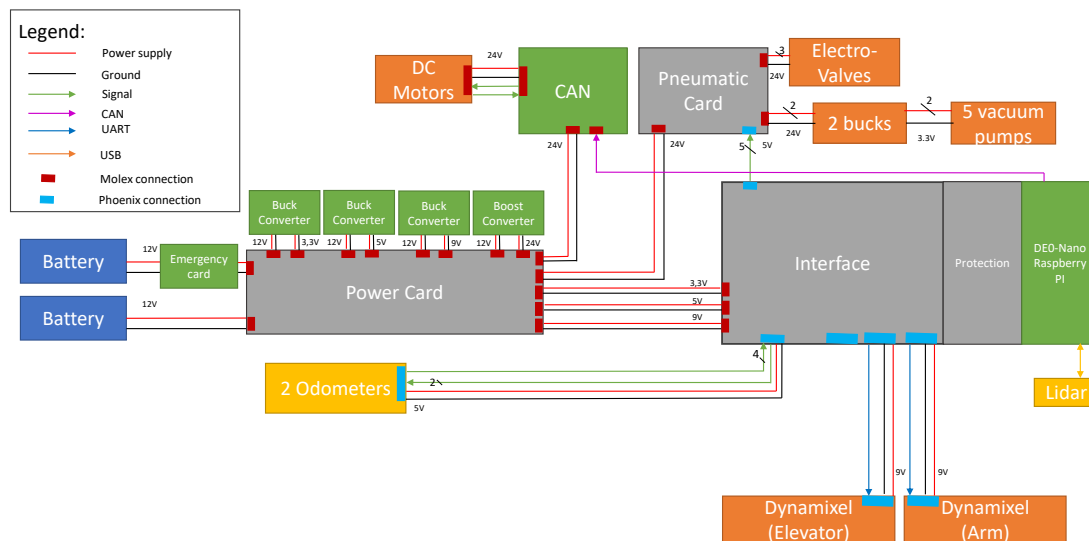 Legend:
Power supply
Ground
Signal
CAN
UART
USB
Molex connection
Phoenix connection
DC
Motors
24V
CAN
24V
Pneumatic
Card
24V
5
5V
3
24V
Electro-
Valves
2
24V
2 bucks
2
3.3V
5 vacuum
pumps
Buck
Converter
12V
3,3V
Buck
Converter
12V
5V
Buck
Converter
12V
9V
Boost
Converter
12V
24V
Battery
12V
Emergency
card
Battery
12V
Power Card
3,3V
5V
9V
Interface
Protection
DE0-Nano
Raspberry
PI
4
2
2 Odometers
5V
Lidar
9V
9V
Dynamixel
(Elevator)
Dynamixel
(Arm)